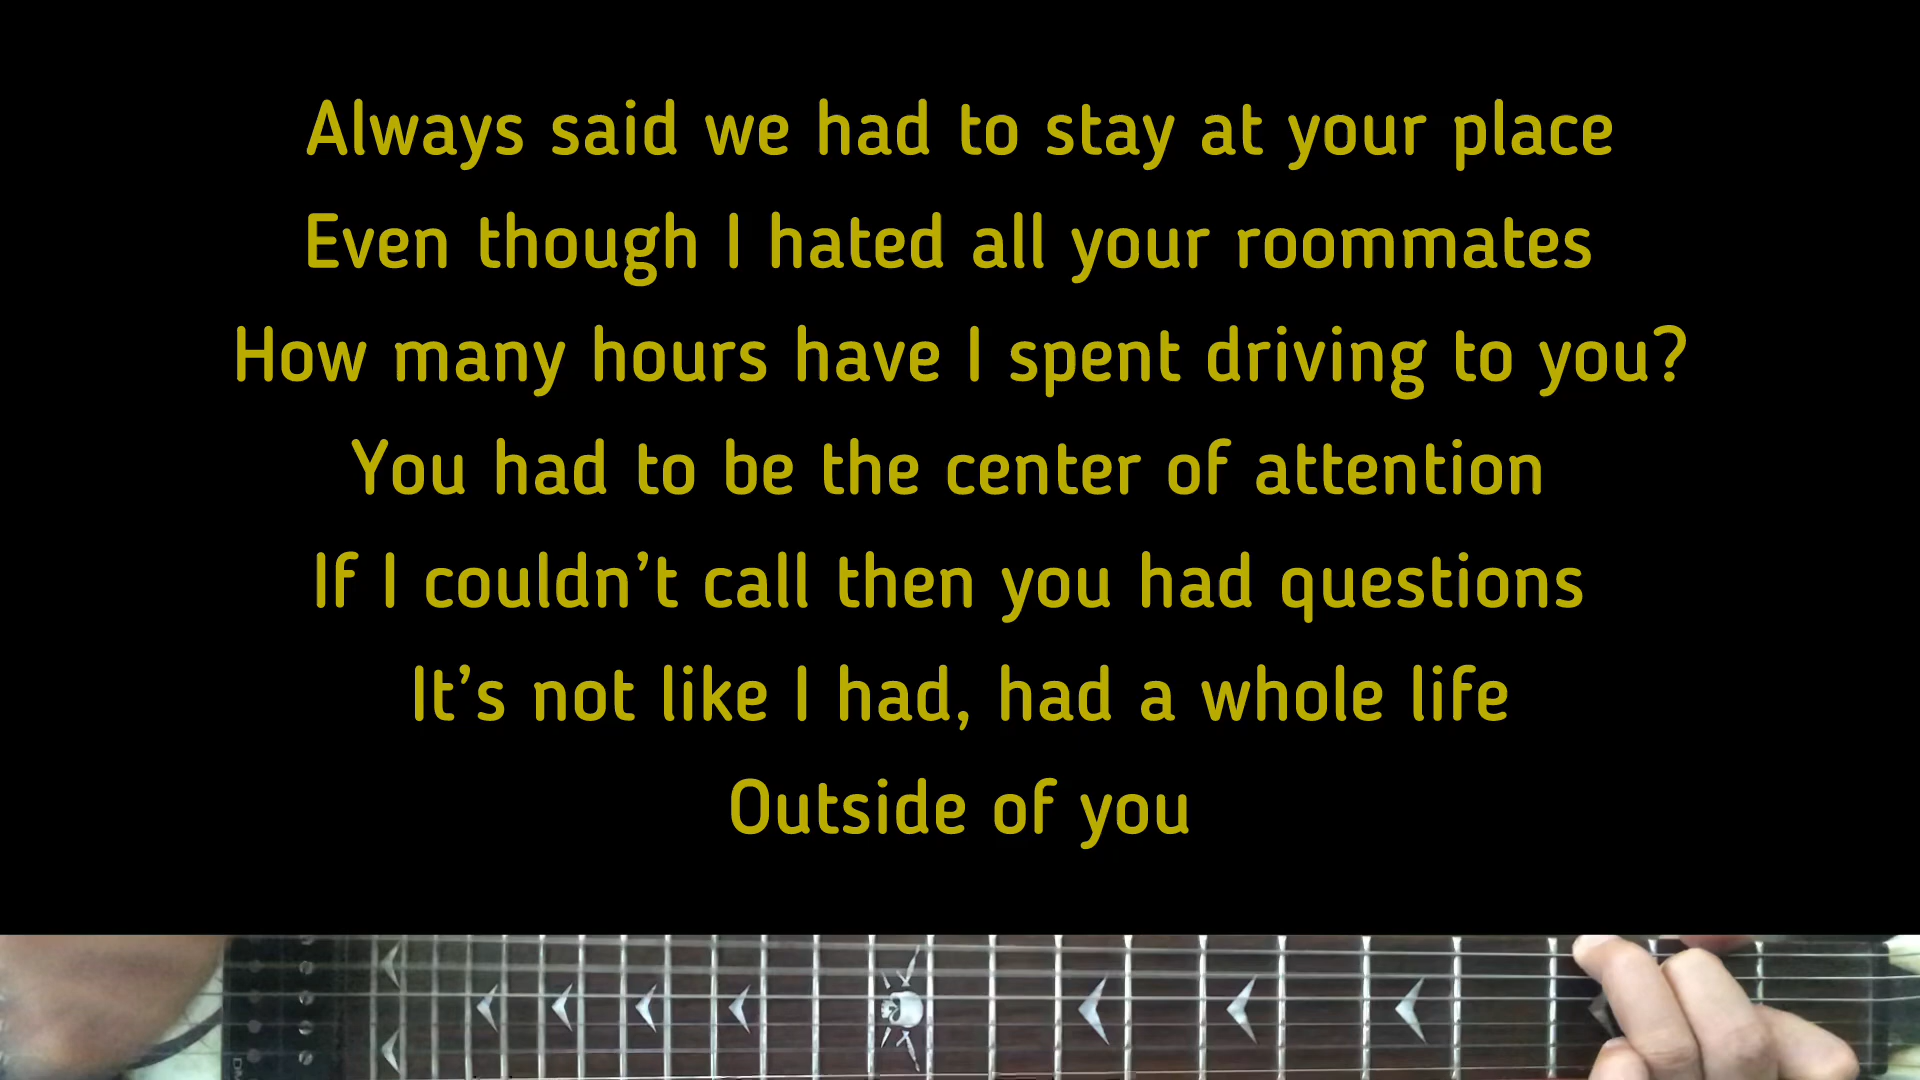 Always said we had to stay at your place
Even though I hated all your roommates
How many hours have I spent driving to you?
You had to be the center of attention
If I couldn’t call then you had questions
It’s not like I had, had a whole life
Outside of you